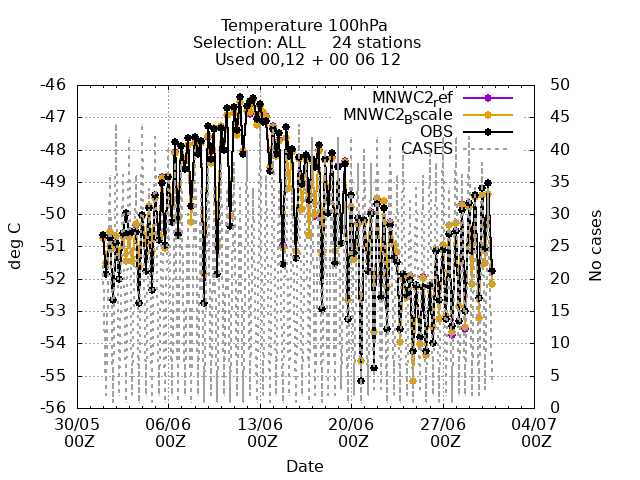 Temperature 100hPa
Selection: ALL 24 stations
Used 00,12 + 00 06 12
MNWC2ref
MNWC2Bscale
OBS
CASES
deg C
No cases
-46
-47
-48
-49
-50
-51
-52
-53
-54
-55
-56
50
45
40
35
30
25
20
15
10
5
0
30/05 06/06 13/06 20/06 27/06 04/07
00Z 00Z 00Z 00Z 00Z 00Z
Date